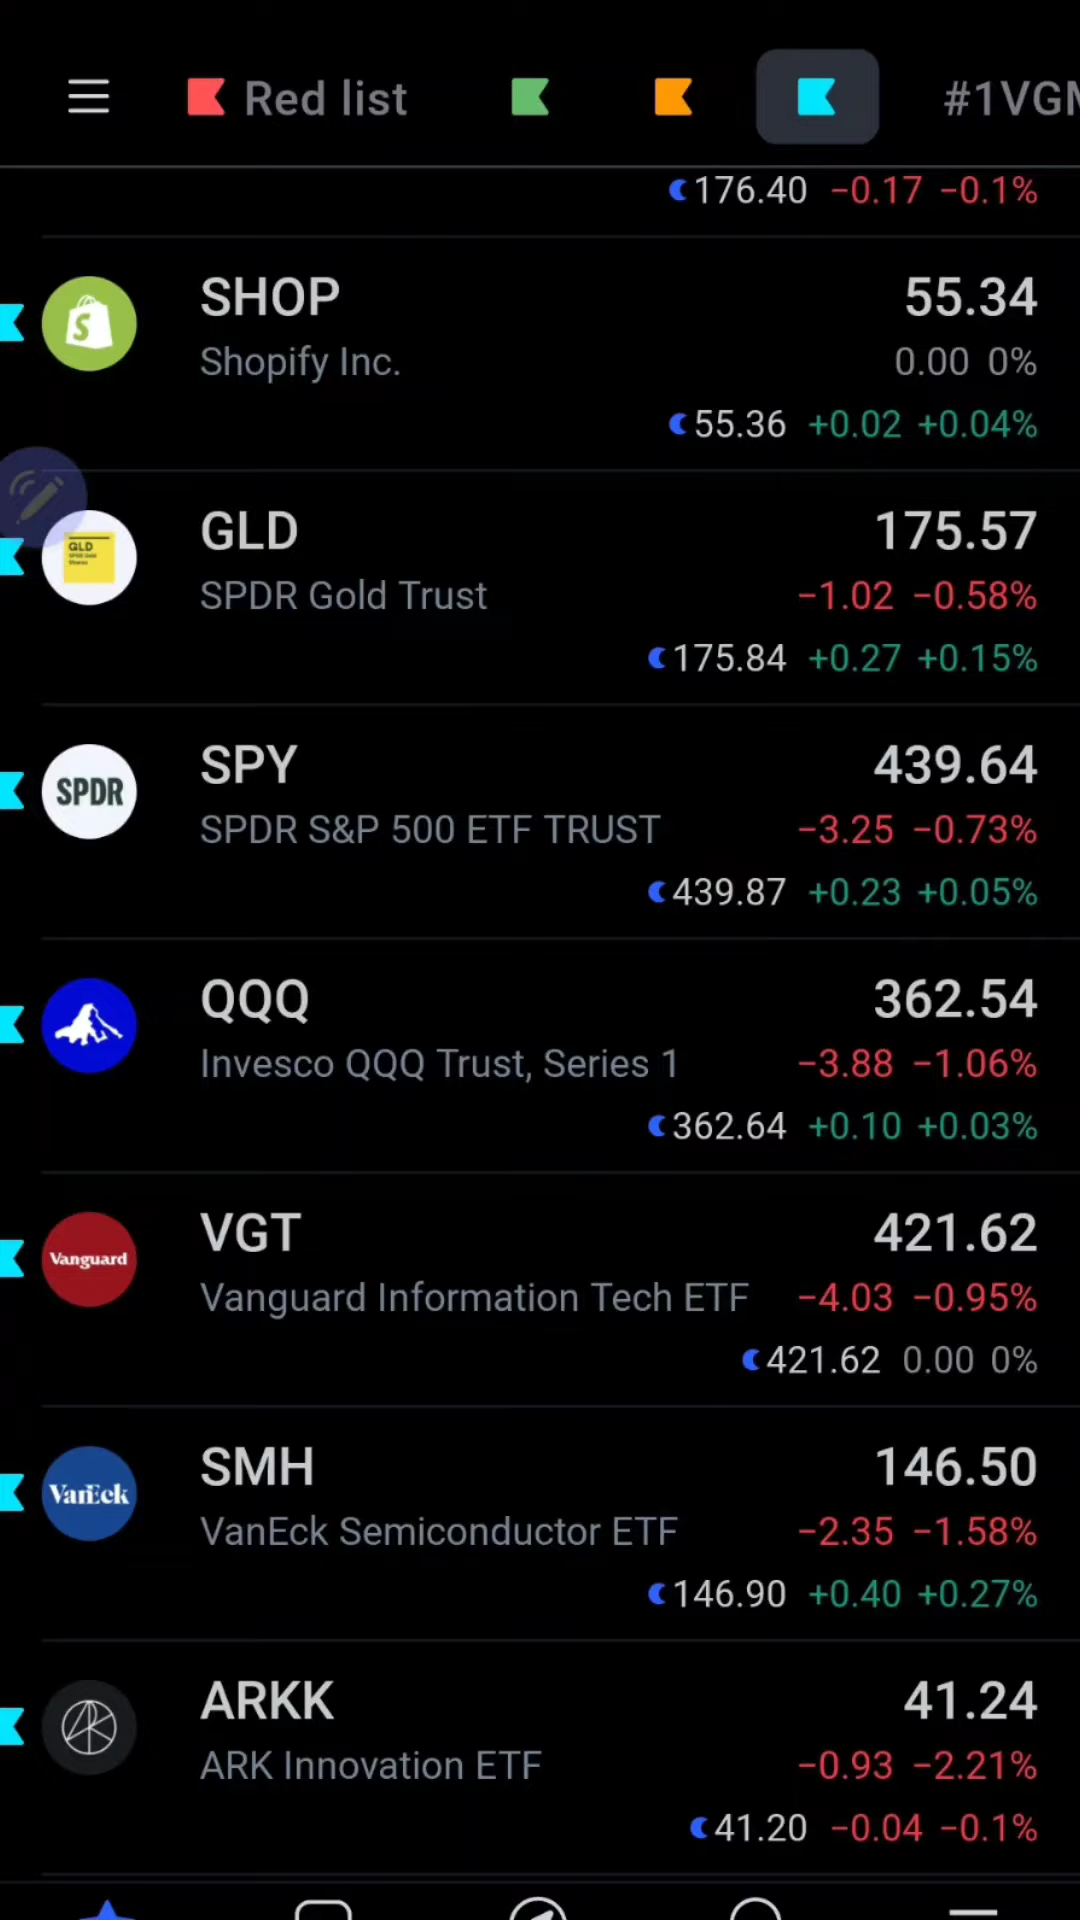 Red list
#1VGM
176.40 −0.17 −0.1%
SHOP 55.34
Shopify Inc. 0.00 0%
55.36 +0.02 +0.04%
GLD 175.57
SPDR Gold Trust −1.02 −0.58%
GLD
SPDR Gold
Shares
175.84 +0.27 +0.15%
SPY 439.64
SPDR
SPDR S&P 500 ETF TRUST −3.25 −0.73%
439.87 +0.23 +0.05%
QQQ 362.54
Invesco QQQ Trust, Series 1 −3.88 −1.06%
362.64 +0.10 +0.03%
VGT 421.62
Vanguard
Vanguard Information Tech ETF −4.03 −0.95%
421.62 0.00 0%
SMH 146.50
VanEck
VanEck Semiconductor ETF −2.35 −1.58%
146.90 +0.40 +0.27%
ARKK 41.24
ARK Innovation ETF −0.93 −2.21%
41.20 −0.04 −0.1%